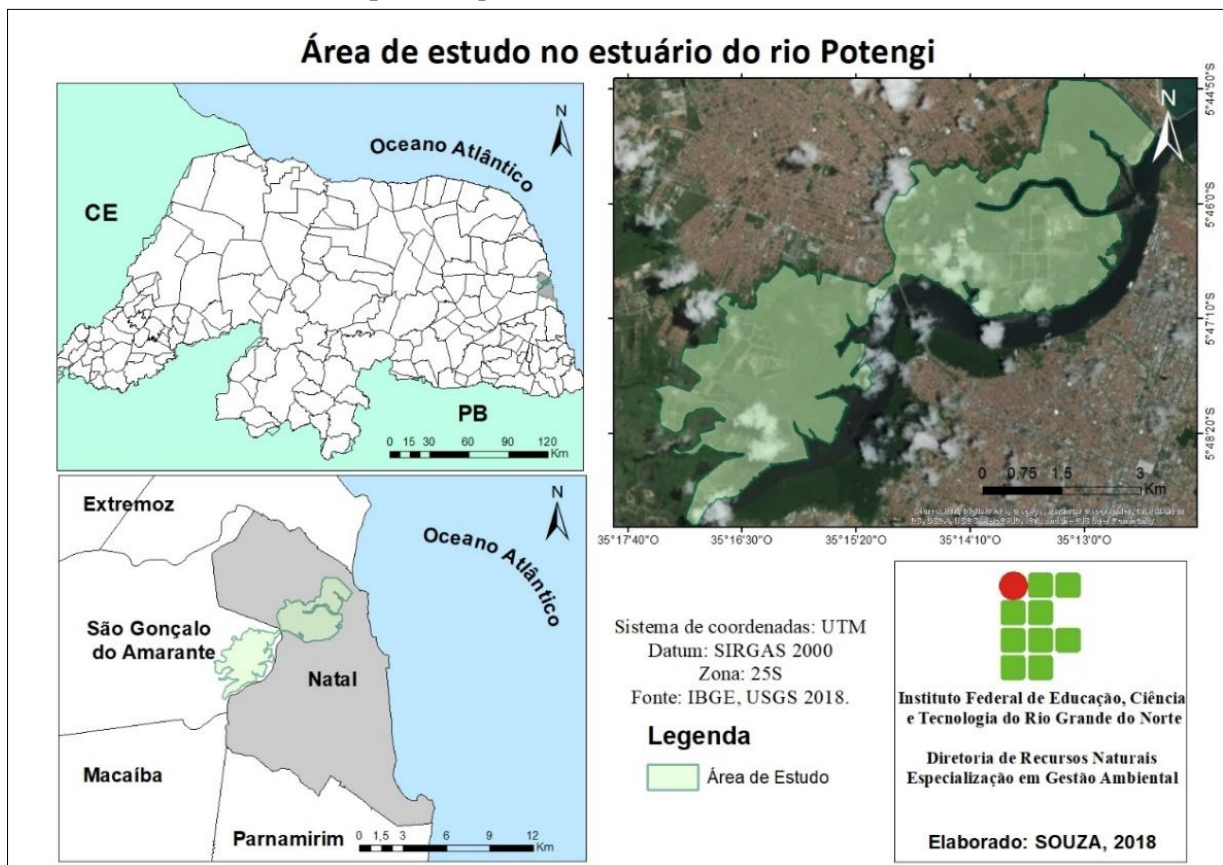 Área de estudo no estuário do rio Potengi
Oceano Atlântico
N
CE
PB
0 15 30 60 90 120
Km
N
5°44'50"S
5°46'0"S
5°47'10"S
5°48'20"S
0 0,75 1,5 3
Km
35°17'40"O 35°16'30"O 35°15'20"O 35°14'10"O 35°13'0"O
Extremoz
N
Oceano Atlântico
São Gonçalo
do Amarante
Natal
Macaíba
Parnamirim
0 1,5 3 6 9 12
Km
Sistema de coordenadas: UTM
Datum: SIRGAS 2000
Zona: 25S
Fonte: IBGE, USGS 2018.
Legenda
Área de Estudo
Instituto Federal de Educação, Ciência
e Tecnologia do Rio Grande do Norte
Diretoria de Recursos Naturais
Especialização em Gestão Ambiental
Elaborado: SOUZA, 2018